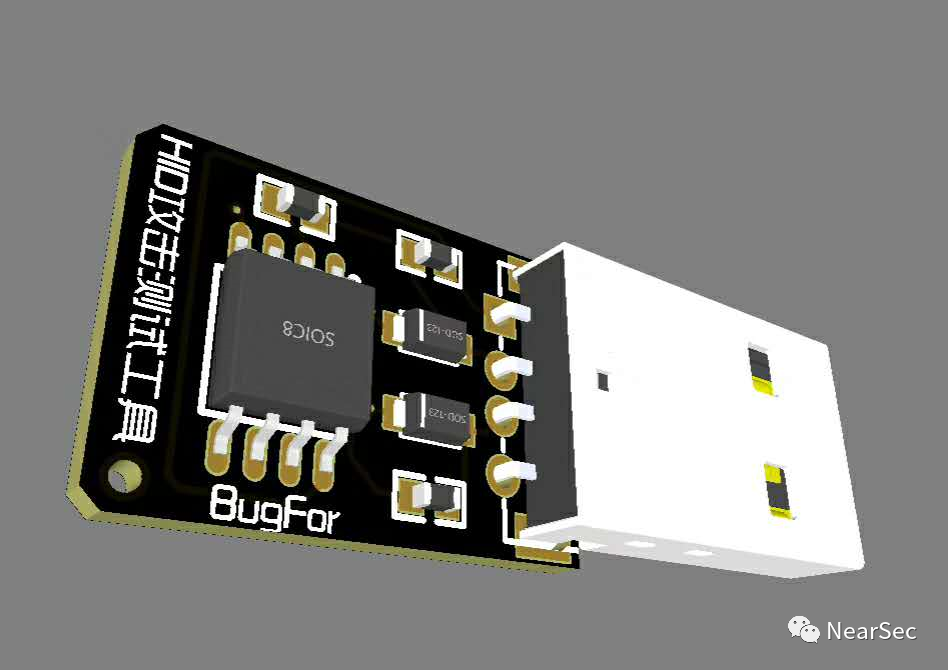 HID攻击测试工具
SOIC8
SOD-123
SOD-123
BugFor
NearSec